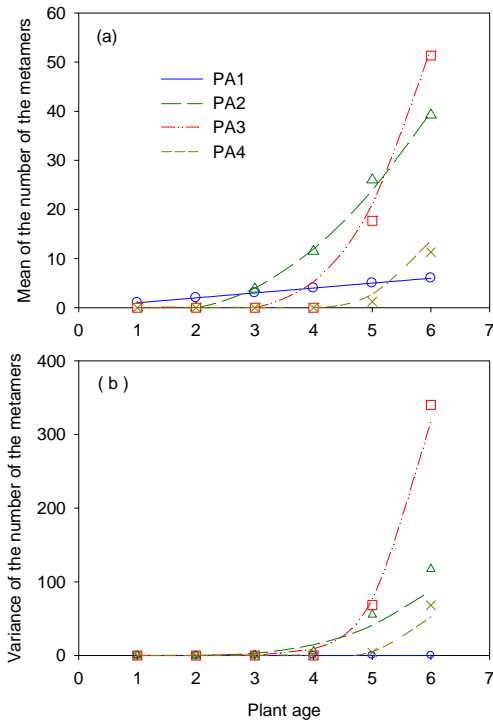 (a)
PA1
PA2
PA3
PA4
Mean of the number of the metamers
60
50
40
30
20
10
0
0 1 2 3 4 5 6 7
( b )
Variance of the number of the metamers
400
300
200
100
0
0 1 2 3 4 5 6 7
Plant age